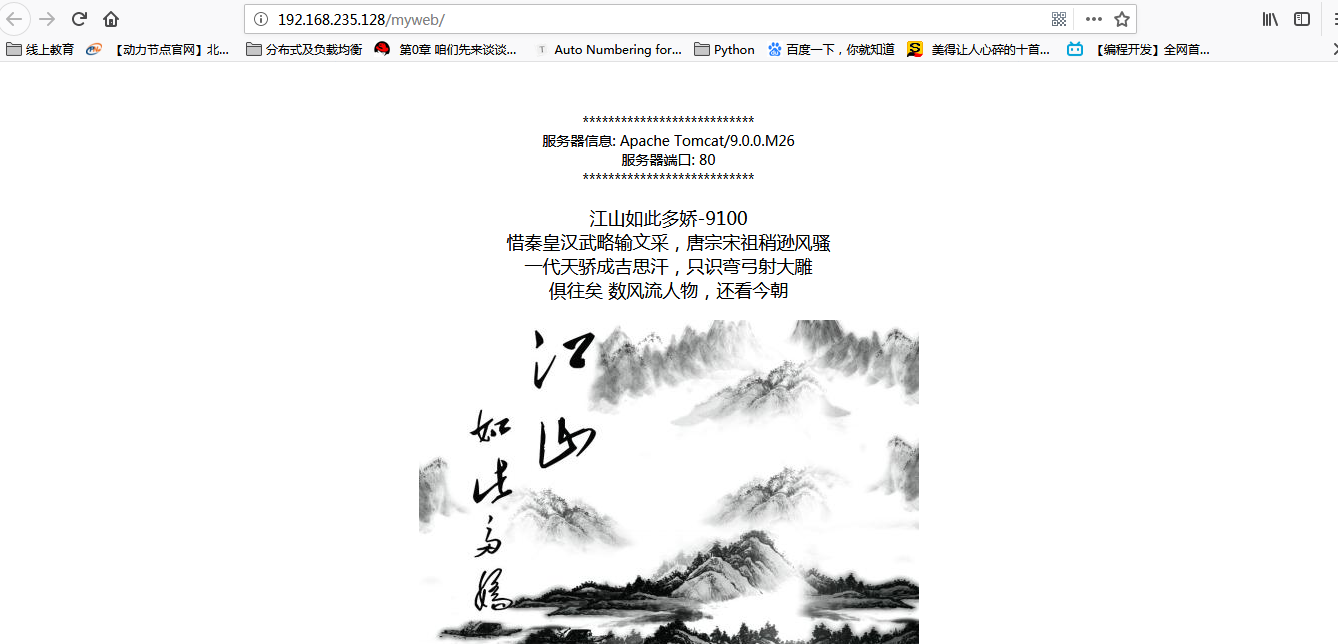 192.168.235.128/myweb/
线上教育 【动力节点官网】北... 分布式及负载均衡 第0章 咱们先来谈谈... T Auto Numbering for... Python 百度一下，你就知道 S 美得让人心碎的十首... 【编程开发】全网首...
***************************
服务器信息: Apache Tomcat/9.0.0.M26
服务器端口: 80
***************************
江山如此多娇-9100
惜秦皇汉武略输文采，唐宗宋祖稍逊风骚
一代天骄成吉思汗，只识弯弓射大雕
俱往矣 数风流人物，还看今朝
江山
如此多娇